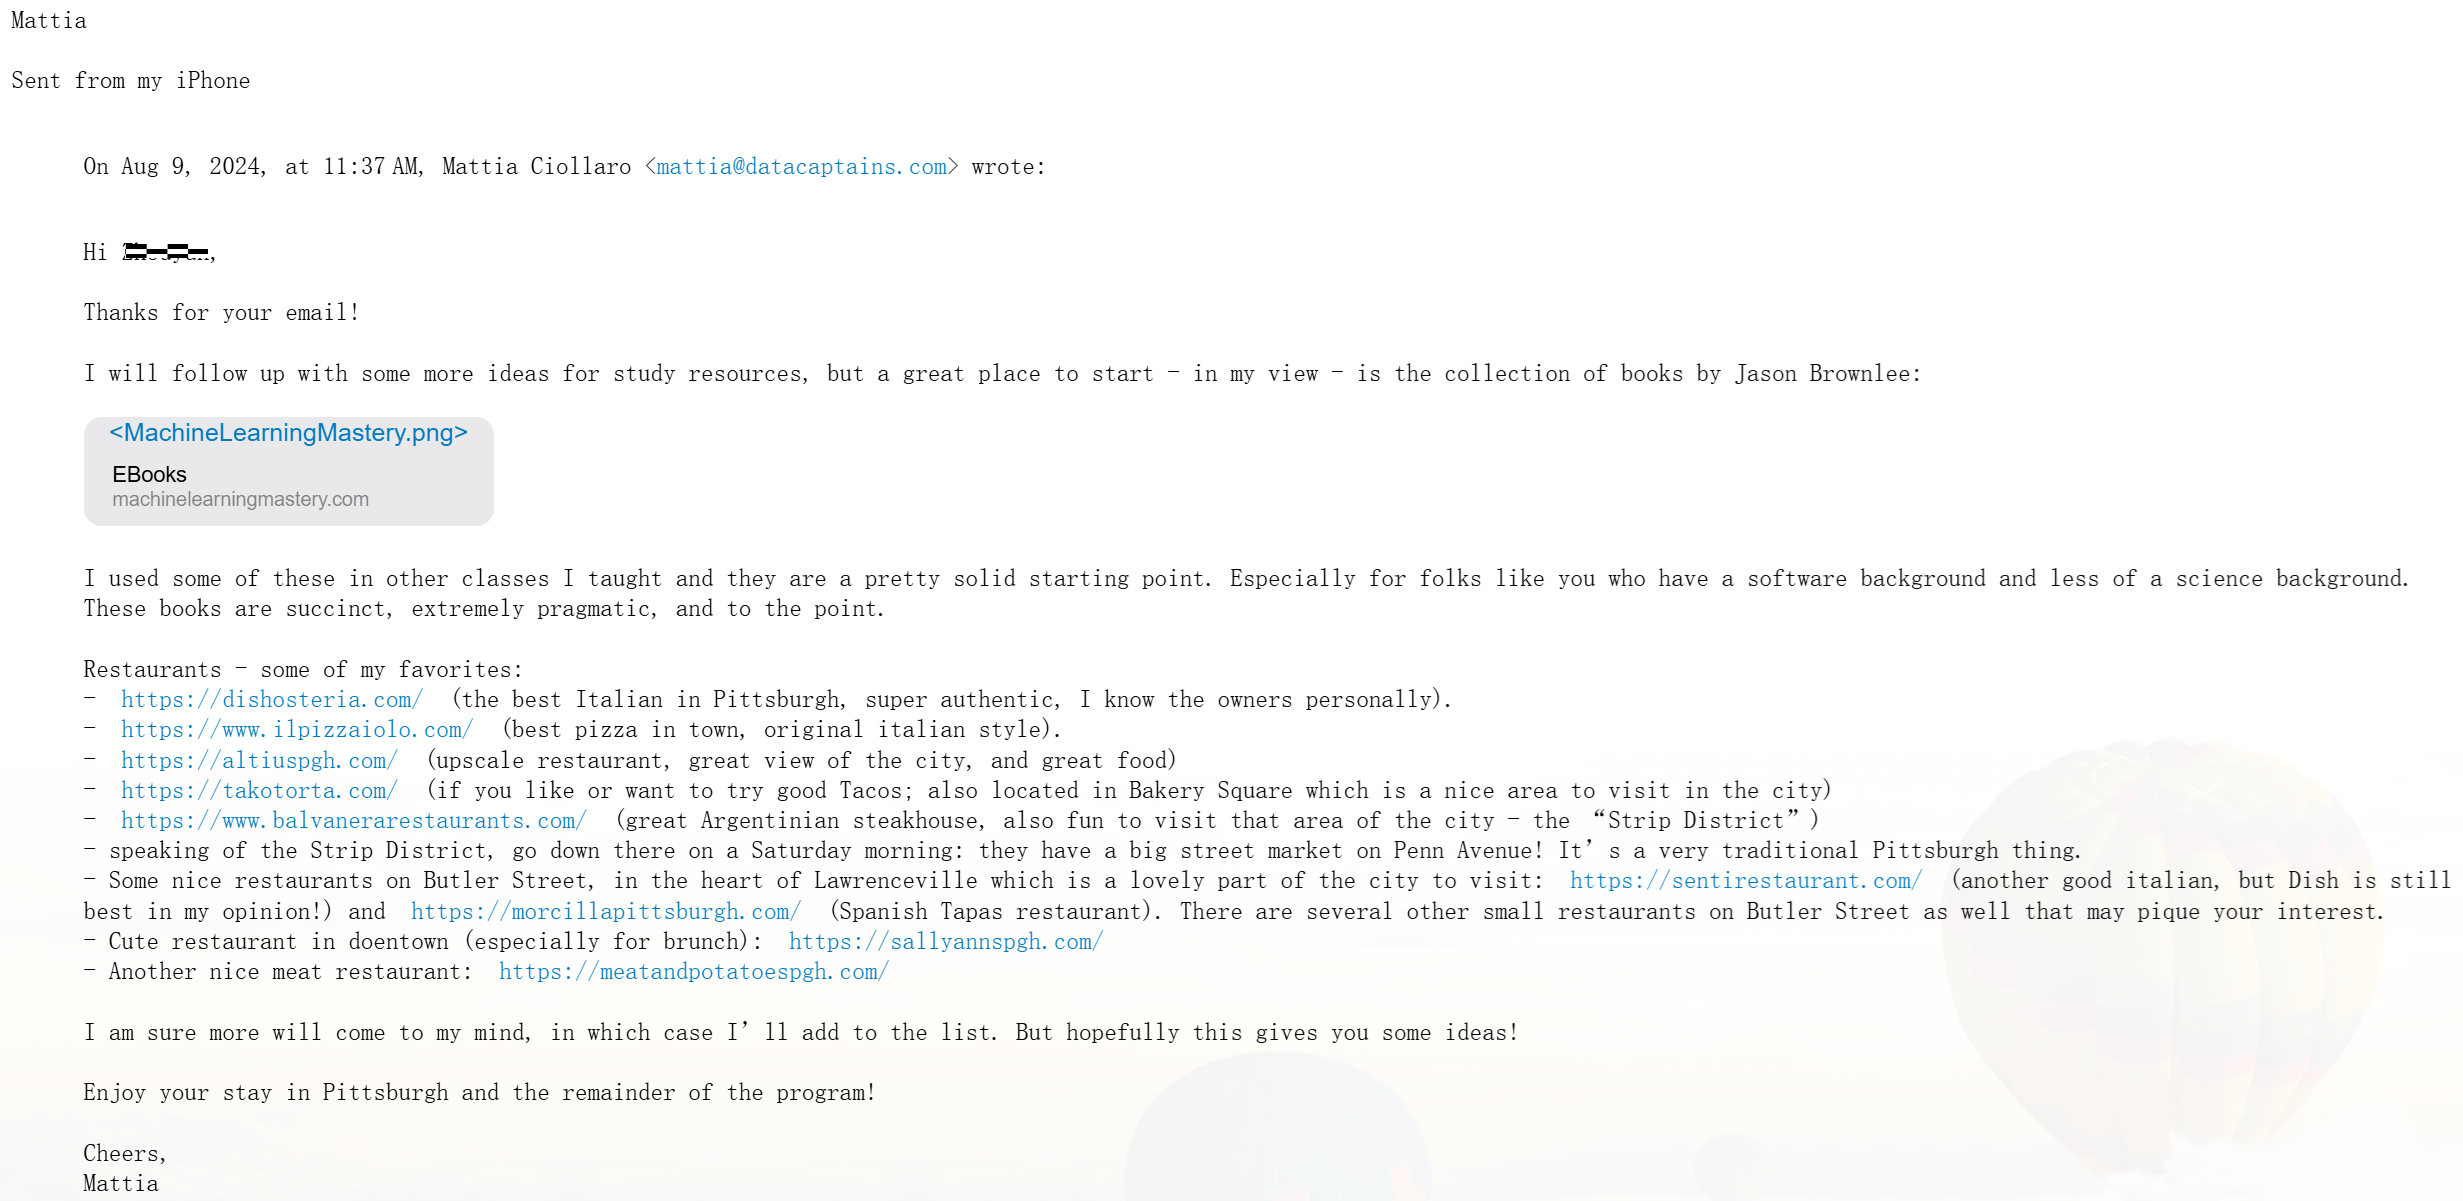 Mattia
Sent from my iPhone
On Aug 9, 2024, at 11:37 AM, Mattia Ciollaro <mattia@datacaptains.com> wrote:
Hi ,
Thanks for your email!
I will follow up with some more ideas for study resources, but a great place to start - in my view - is the collection of books by Jason Brownlee:
<MachineLearningMastery.png>
EBooks
machinelearningmastery.com
I used some of these in other classes I taught and they are a pretty solid starting point. Especially for folks like you who have a software background and less of a science background.
These books are succinct, extremely pragmatic, and to the point.
Restaurants - some of my favorites:
- https://dishosteria.com/ (the best Italian in Pittsburgh, super authentic, I know the owners personally).
- https://www.ilpizzaiolo.com/ (best pizza in town, original italian style).
- https://altiuspgh.com/ (upscale restaurant, great view of the city, and great food)
- https://takotorta.com/ (if you like or want to try good Tacos; also located in Bakery Square which is a nice area to visit in the city)
- https://www.balvanerarestaurants.com/ (great Argentinian steakhouse, also fun to visit that area of the city - the “Strip District”)
- speaking of the Strip District, go down there on a Saturday morning: they have a big street market on Penn Avenue! It’s a very traditional Pittsburgh thing.
- Some nice restaurants on Butler Street, in the heart of Lawrenceville which is a lovely part of the city to visit: https://sentirestaurant.com/ (another good italian, but Dish is still
best in my opinion!) and https://morcillapittsburgh.com/ (Spanish Tapas restaurant). There are several other small restaurants on Butler Street as well that may pique your interest.
- Cute restaurant in doentown (especially for brunch): https://sallyannspgh.com/
- Another nice meat restaurant: https://meatandpotatoespgh.com/
I am sure more will come to my mind, in which case I’ll add to the list. But hopefully this gives you some ideas!
Enjoy your stay in Pittsburgh and the remainder of the program!
Cheers,
Mattia